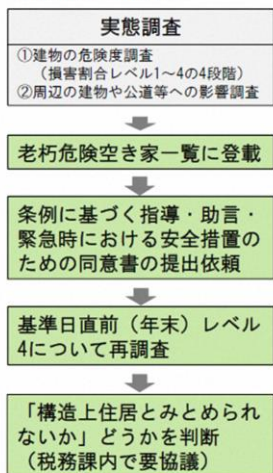 実態調査
①建物の危険度調査
（損害割合レベル1～4の4段階）
②周辺の建物や公道等への影響調査
老朽危険空き家一覧に登載
条例に基づく指導・助言・
緊急時における安全措置の
ための同意書の提出依頼
基準日直前（年末）レベル
4について再調査
「構造上住居とみとめられ
ないか」どうかを判断
（税務課内で要協議）